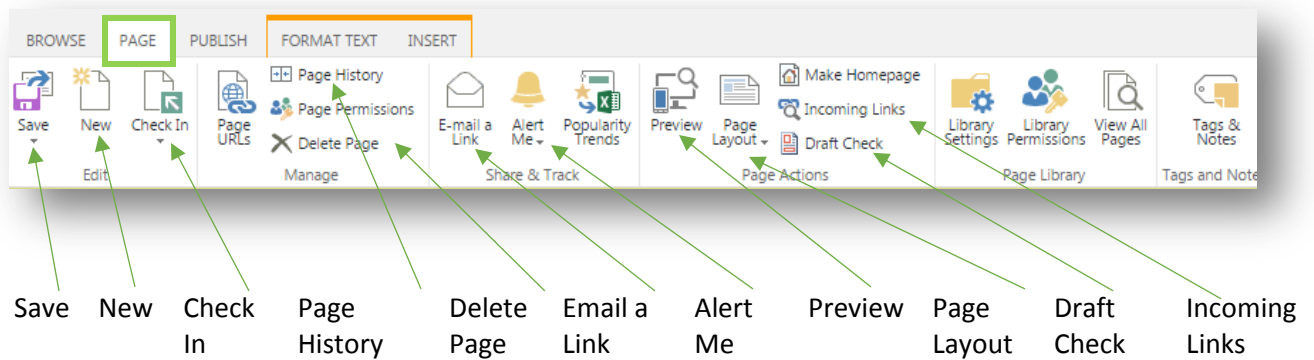 BROWSE PAGE PUBLISH FORMAT TEXT INSERT
Page History Make Homepage
Page Permissions Incoming Links
Save New Check In Page E-mail a Alert Popularity Preview Page Library Library View All Tags &
URLs Link Me Trends Layout Settings Permissions Pages Notes
Delete Page Draft Check
Edit Manage Share & Track Page Actions Page Library Tags and Note
Save New Check Page Delete Email a Alert Preview Page Draft Incoming
In History Page Link Me Layout Check Links